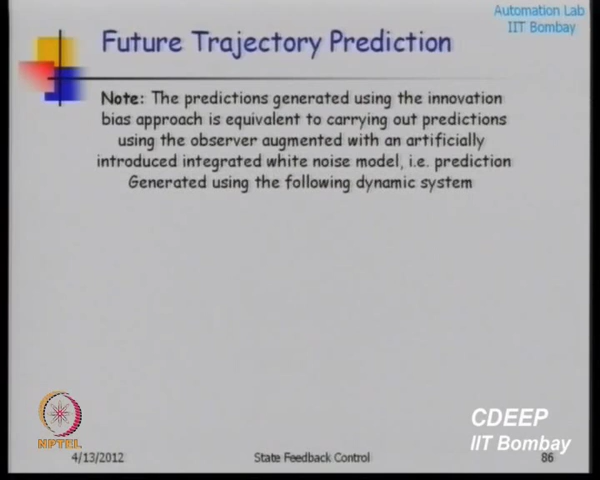 Automation Lab
IIT Bombay
Future Trajectory Prediction
Note: The predictions generated using the innovation
bias approach is equivalent to carrying out predictions
using the observer augmented with an artificially
introduced integrated white noise model, i.e. prediction
Generated using the following dynamic system
NPTEL
CDEEP
IIT Bombay
4/13/2012
State Feedback Control
86